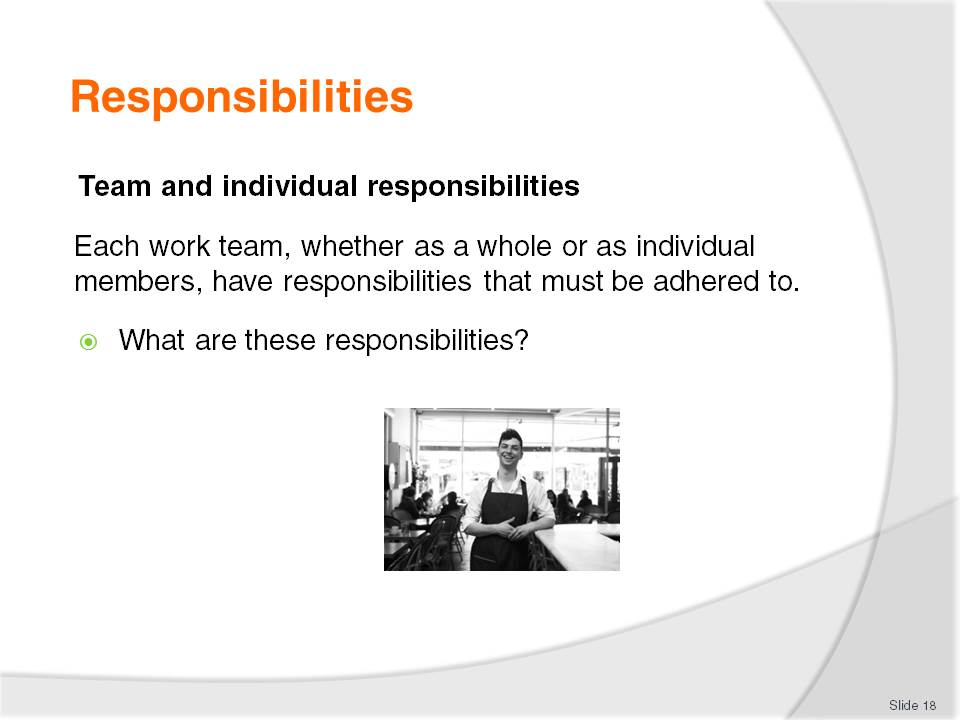 Responsibilities
Team and individual responsibilities
Each work team, whether as a whole or as individual
members, have responsibilities that must be adhered to.
What are these responsibilities?
Slide 18